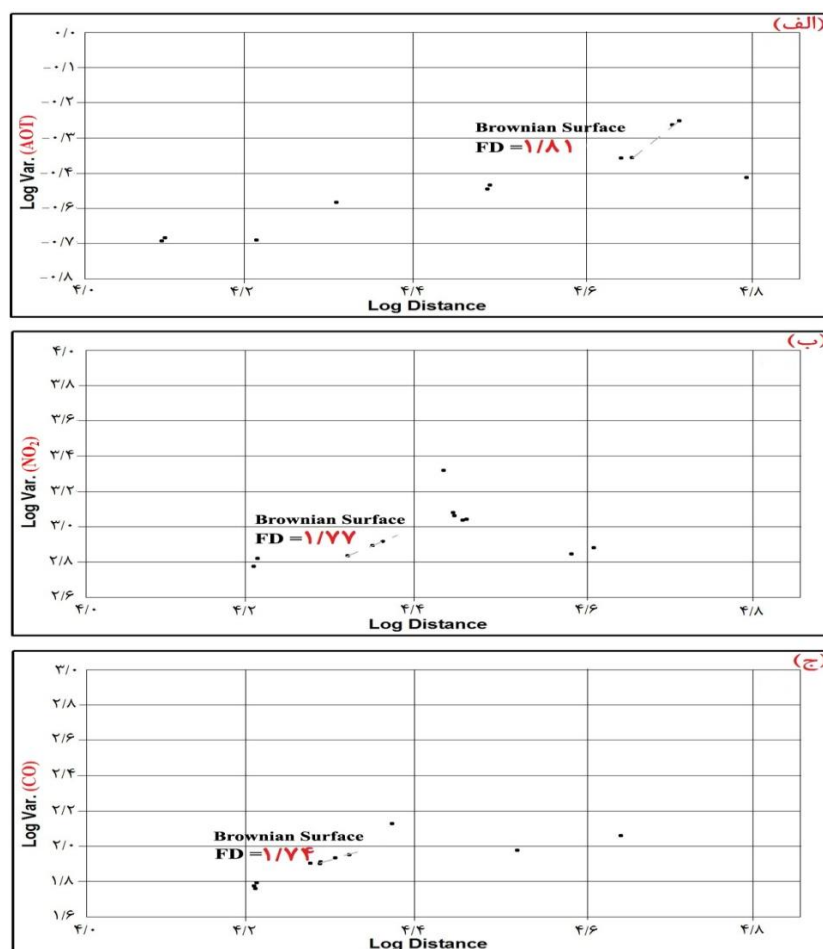 (الف)
۰/۰
−۰/۱
−۰/۲
−۰/۳
−۰/۴
−۰/۶
−۰/۷
−۰/۸
Log Var. (AOT)
Brownian Surface
FD =۱/۸۱
۴/۰ ۴/۲ ۴/۴ ۴/۶ ۴/۸
Log Distance
(ب)
۴/۰
۳/۸
۳/۶
۳/۴
۳/۲
۳/۰
۲/۸
۲/۶
Log Var. (NO₂)
Brownian Surface
FD =۱/۷۷
۴/۰ ۴/۲ ۴/۴ ۴/۶ ۴/۸
Log Distance
(ج)
۳/۰
۲/۸
۲/۶
۲/۴
۲/۲
۲/۰
۱/۸
۱/۶
Log Var. (CO)
Brownian Surface
FD =۱/۷۴
۴/۰ ۴/۲ ۴/۴ ۴/۶ ۴/۸
Log Distance